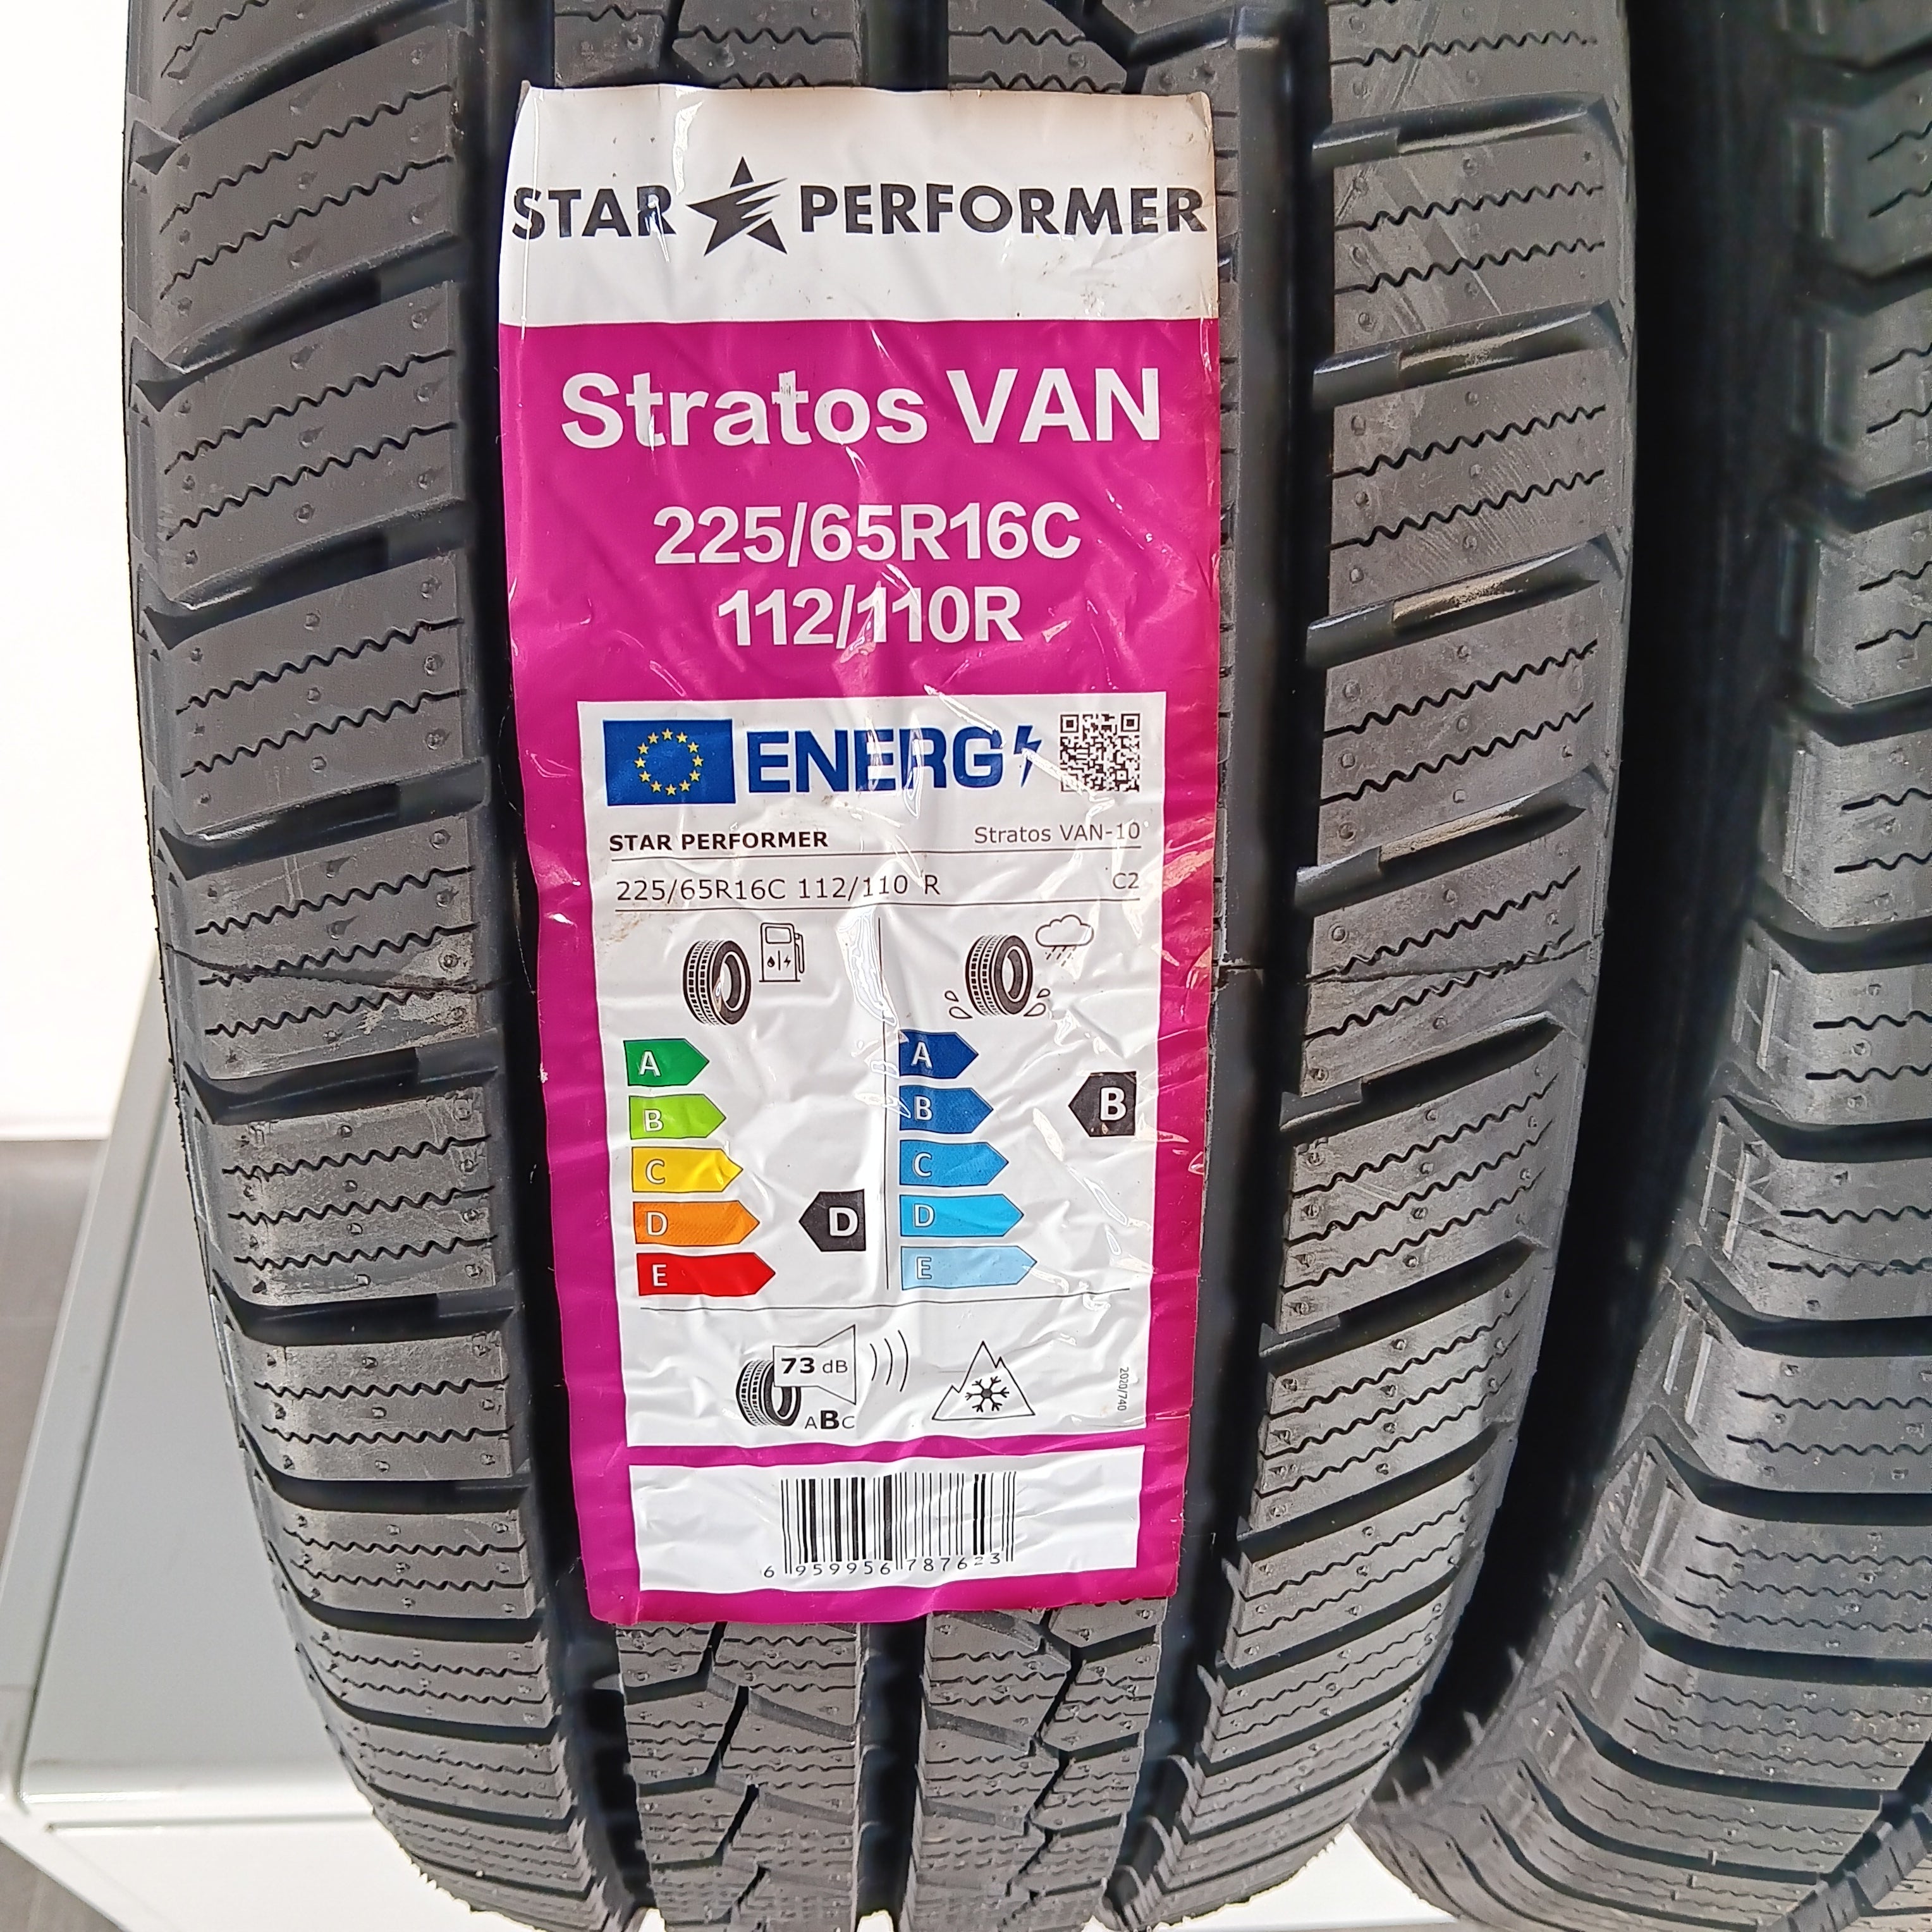 STAR PERFORMER
Stratos VAN
225/65R16C
112/110R
ENERG
STAR PERFORMER Stratos VAN-10
225/65R16C 112/110 R C2
A A
B B B
C C
D D D
E E
73 dB
ABC
2020/740
6 959956 787623